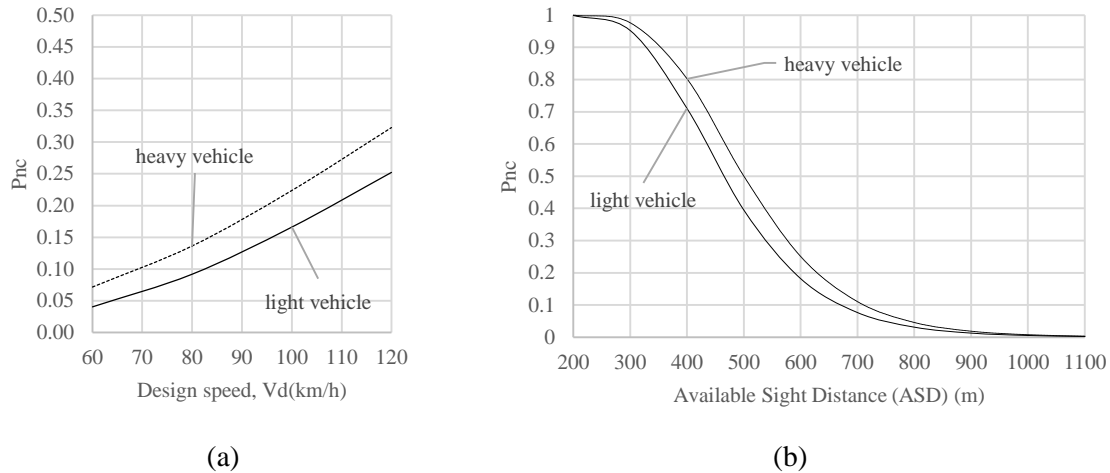 0.50
0.45
0.40
0.35
0.30
0.25
0.20
0.15
0.10
0.05
0.00
Pnc
heavy vehicle
light vehicle
60 70 80 90 100 110 120
Design speed, Vd(km/h)
(a)
1
0.9
0.8
0.7
0.6
0.5
0.4
0.3
0.2
0.1
0
Pnc
heavy vehicle
light vehicle
200 300 400 500 600 700 800 900 1000 1100
Available Sight Distance (ASD) (m)
(b)